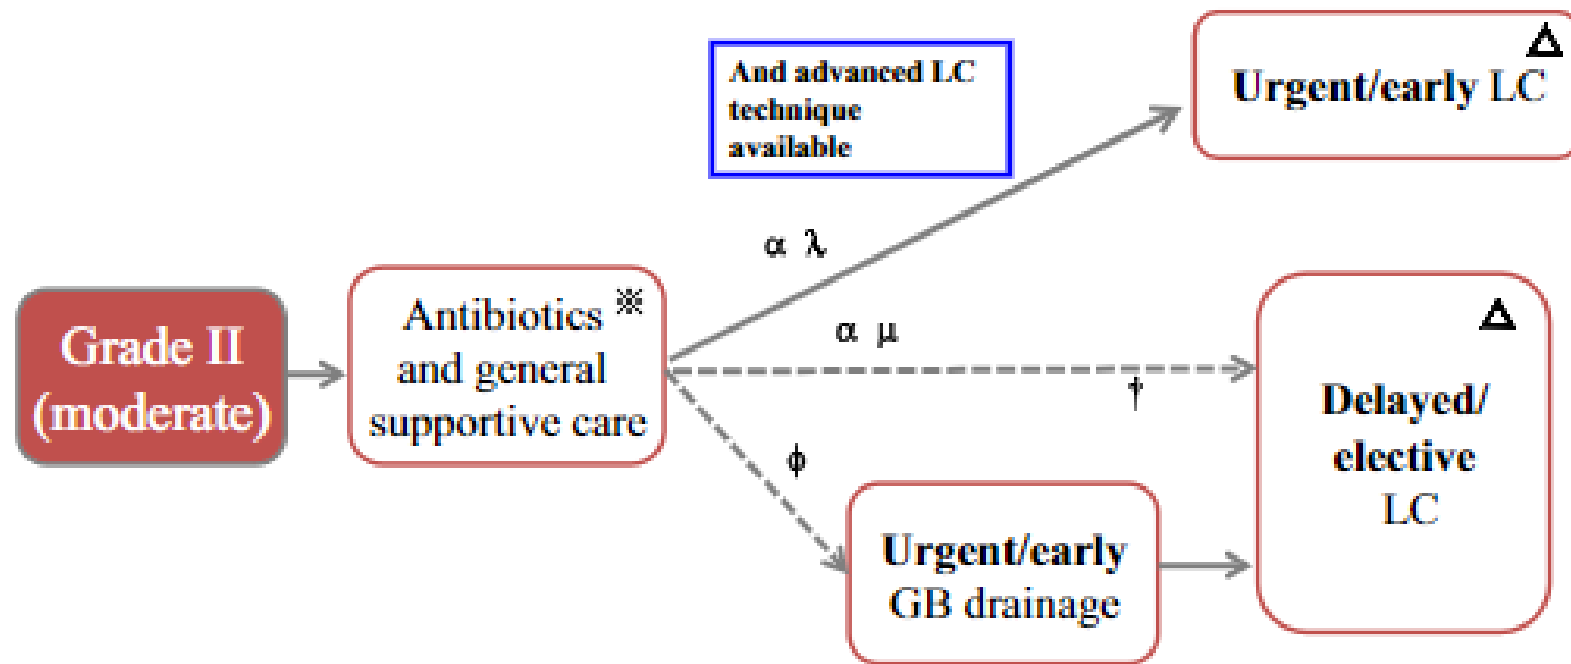 And advanced LC
technique
available
Δ
Urgent/early LC
α λ
Grade II
(moderate)
Antibiotics ※
and general
supportive care
α μ
†
Δ
Delayed/
elective
LC
ϕ
Urgent/early
GB drainage